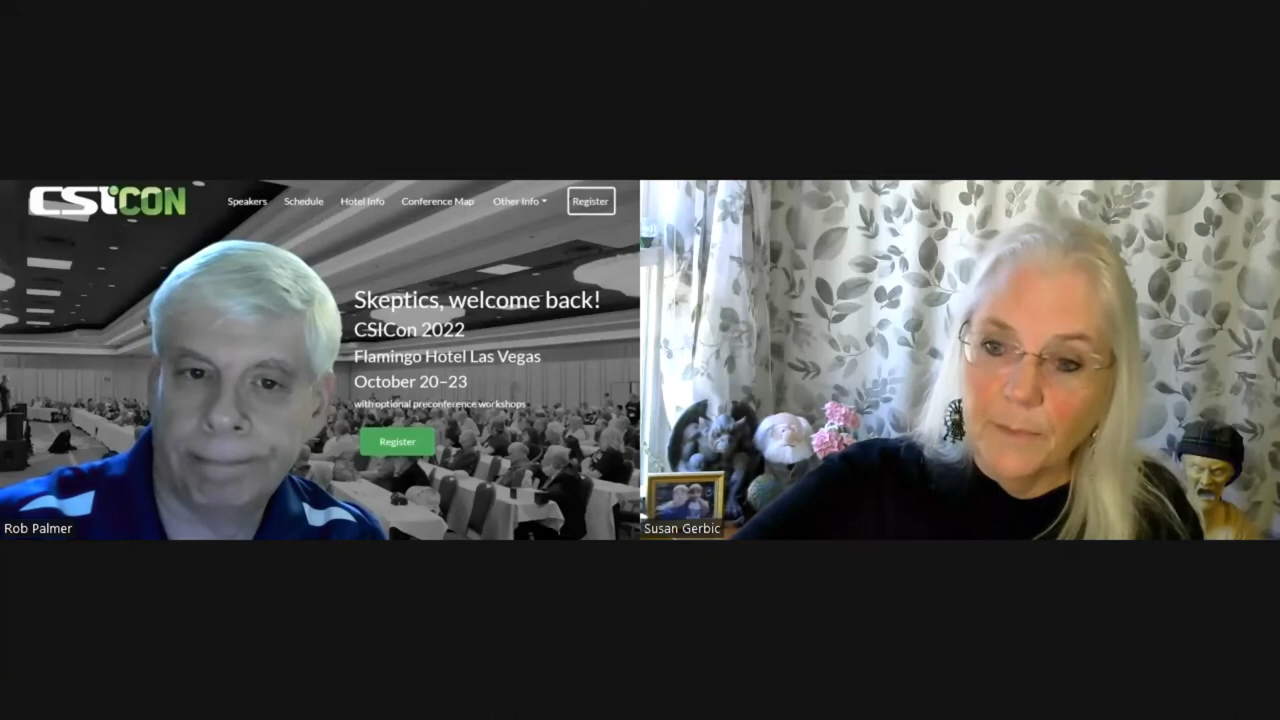 CSICON
Speakers Schedule Hotel Info Conference Map Other Info Register
Skeptics, welcome back!
CSICon 2022
Flamingo Hotel Las Vegas
October 20–23
with optional preconference workshops
Register
Rob Palmer
Susan Gerbic